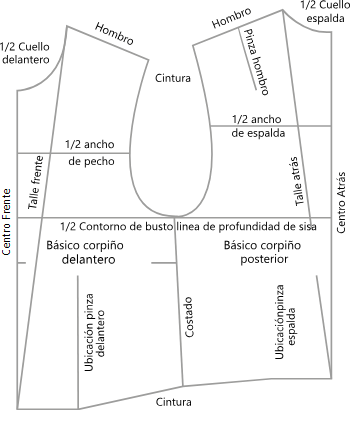 1/2 Cuello
espalda
Hombro
Hombro
1/2 Cuello
delantero
Pinza hombro
Cintura
1/2 ancho
de espalda
1/2 ancho
de pecho
Talle frente
Talle atrás
Centro Frente
Centro Atrás
1/2 Contorno de busto linea de profundidad de sisa
Básico corpiño
delantero
Básico corpiño
posterior
Ubicación pinza
delantero
Costado
Ubicaciónpinza
espalda
Cintura